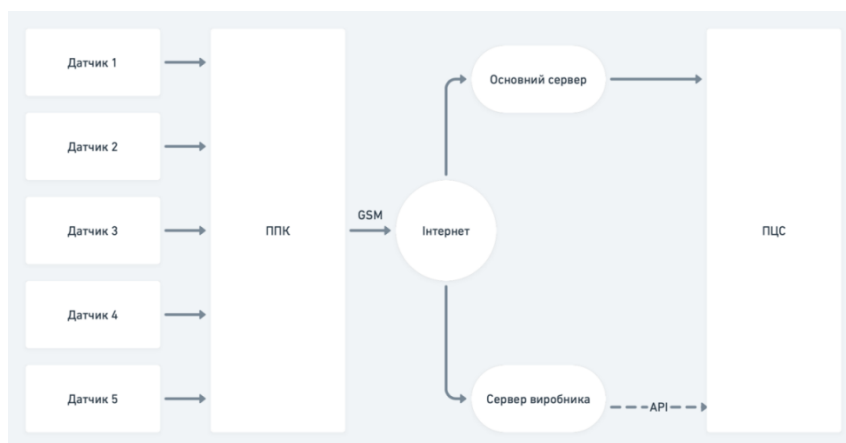 Датчик 1
Датчик 2
Датчик 3
Датчик 4
Датчик 5
ППК
GSM
Інтернет
Основний сервер
Сервер виробника
API
ПЦС